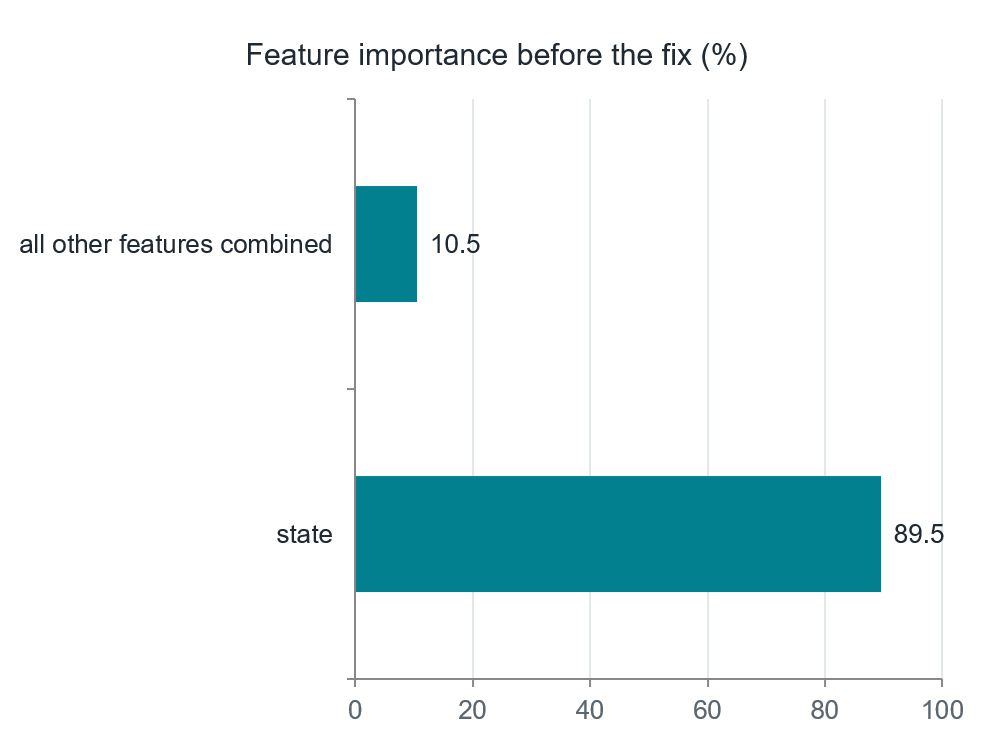 Feature importance before the fix (%)
all other features combined
10.5
state
89.5
0 20 40 60 80 100